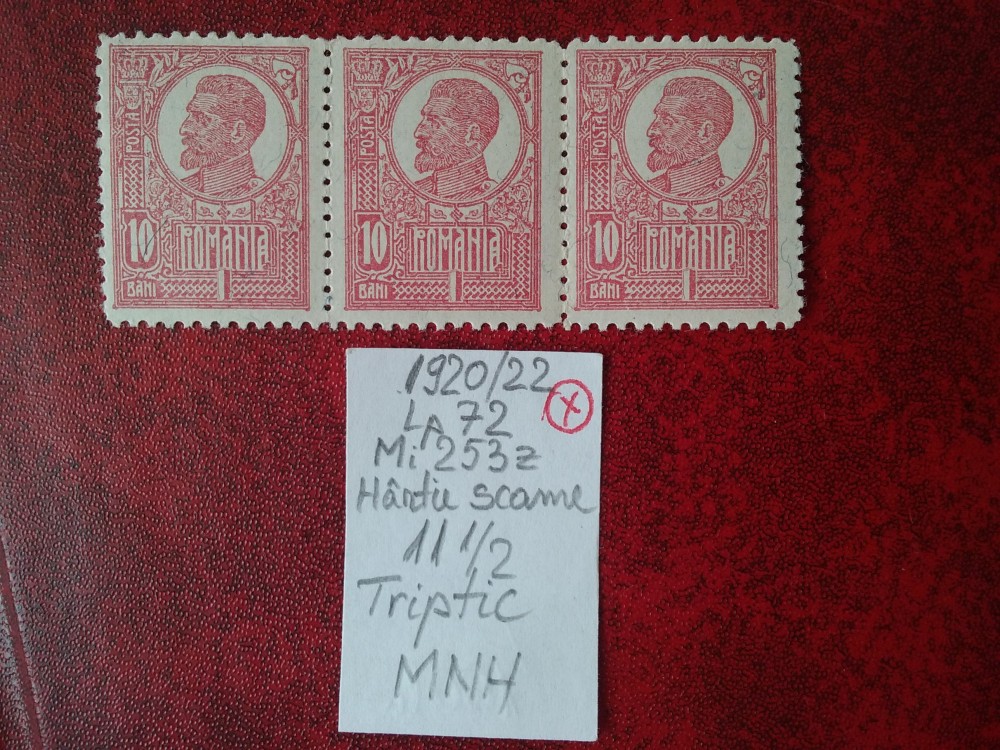 POSTA
10
ROMANIA
BANI
POSTA
10
ROMANIA
BANI
POSTA
10
ROMANIA
BANI
1920/22
X
LP 72
Mi 253z
Hârtie scame
11 1/2
Triptic
MNH